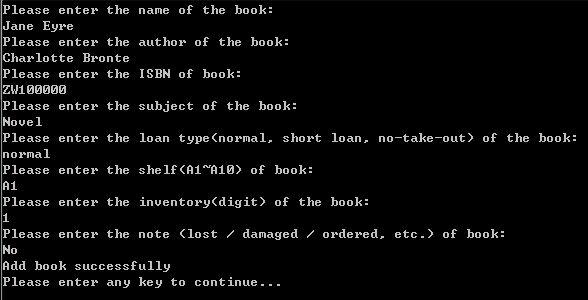 Please enter the name of the book:
Jane Eyre
Please enter the author of the book:
Charlotte Bronte
Please enter the ISBN of book:
ZW100000
Please enter the subject of the book:
Novel
Please enter the loan type(normal, short loan, no-take-out) of the book:
normal
Please enter the shelf(A1~A10) of book:
A1
Please enter the inventory(digit) of the book:
1
Please enter the note (lost / damaged / ordered, etc.) of book:
No
Add book successfully
Please enter any key to continue...